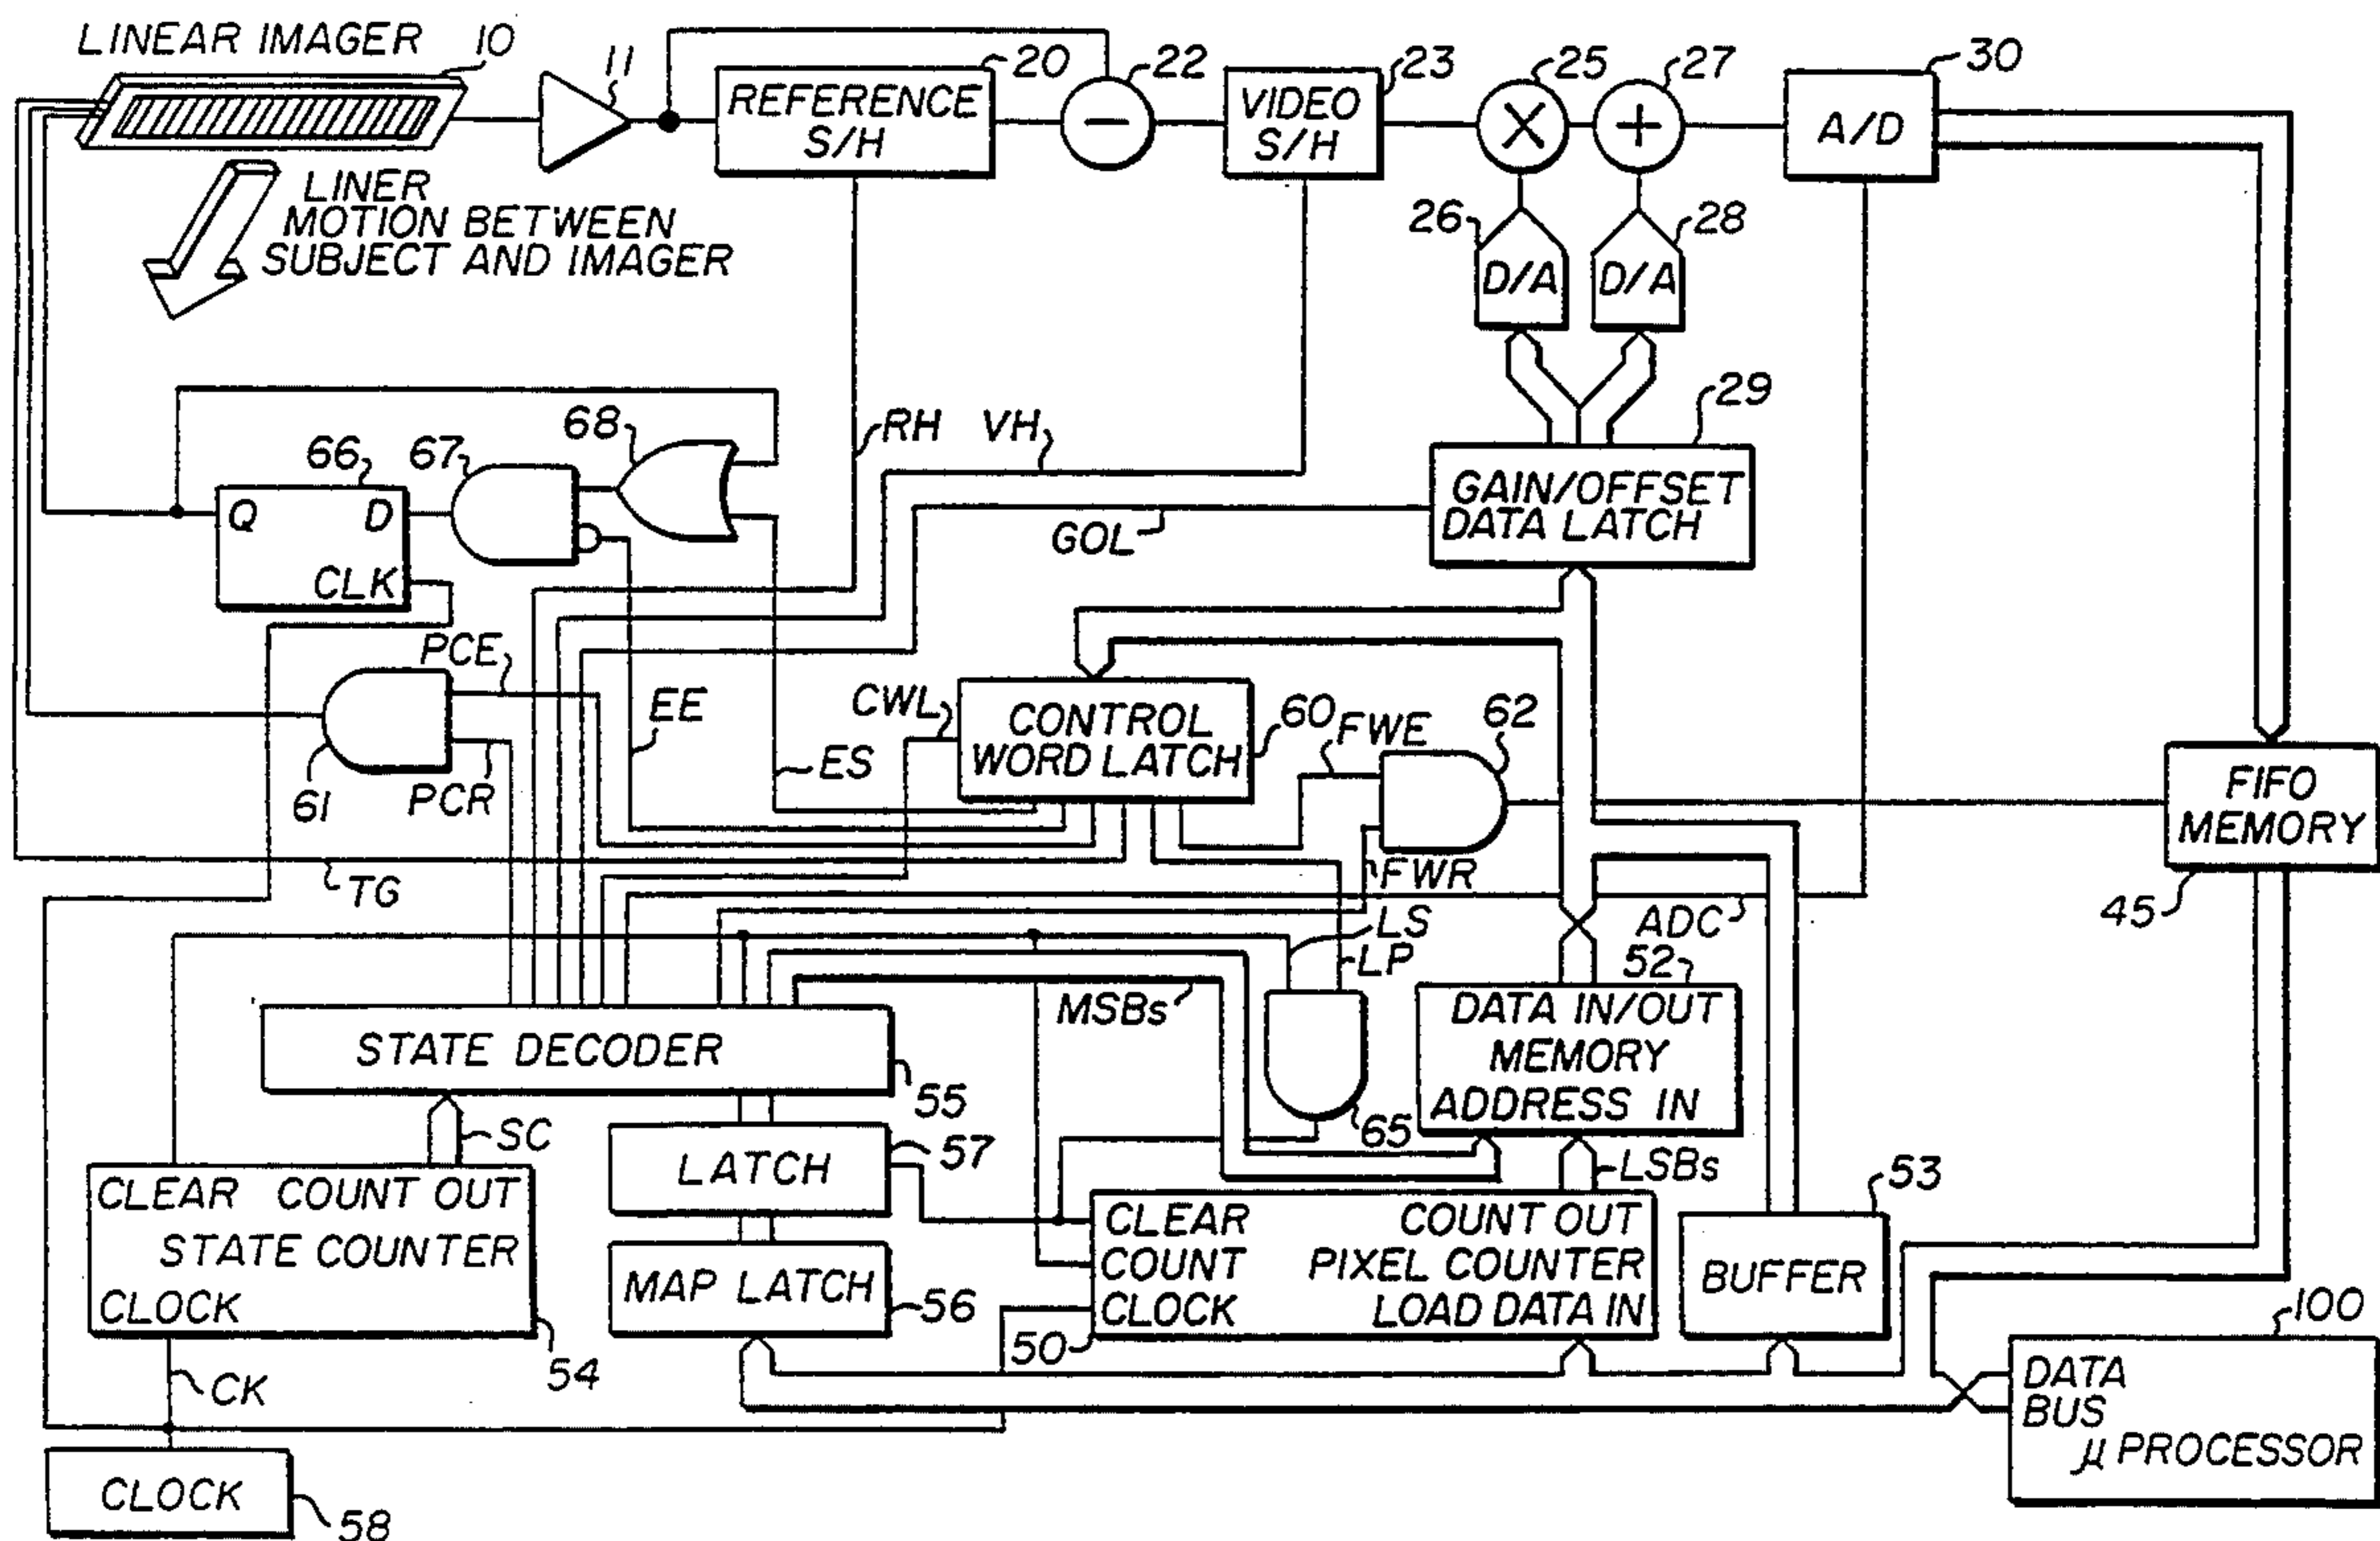 LINEAR IMAGER
10
11
20
22
23
25
27
30
REFERENCE
S/H
−
VIDEO
S/H
×
+
A/D
LINER
MOTION BETWEEN
SUBJECT AND IMAGER
26
28
D/A
D/A
29
GAIN/OFFSET
DATA LATCH
RH
VH
GOL
68
67
66
Q
D
CLK
PCE
EE
ES
CWL
CONTROL
WORD LATCH
60
FWE
62
61
PCR
FIFO
MEMORY
45
TG
FWR
ADC
LS
LP
MSBs
52
DATA IN/OUT
MEMORY
ADDRESS IN
STATE DECODER
55
65
SC
LATCH
57
LSBs
53
CLEAR COUNT OUT
STATE COUNTER
CLOCK
54
MAP LATCH
56
CLEAR COUNT OUT
COUNT PIXEL COUNTER
CLOCK LOAD DATA IN
50
BUFFER
100
DATA
BUS
μ PROCESSOR
CK
CLOCK
58